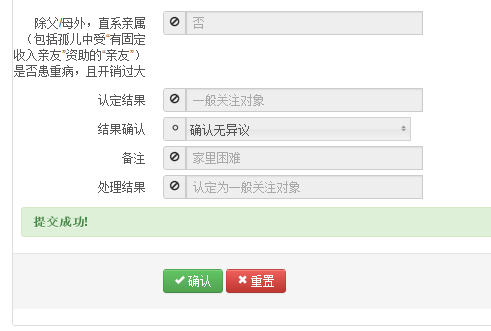 除父/母外，直系亲属
（包括孤儿中受“有固定
收入亲友”资助的“亲友”）
是否患重病，且开销过大
否
认定结果 一般关注对象
结果确认 确认无异议
备注 家里困难
处理结果 认定为一般关注对象
提交成功!
确认 重置